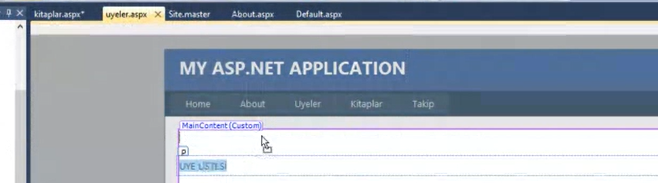 kitaplar.aspx* uyeler.aspx Site.master About.aspx Default.aspx
MY ASP.NET APPLICATION
Home About Uyeler Kitaplar Takip
MainContent (Custom)
p
UYE LISTESI